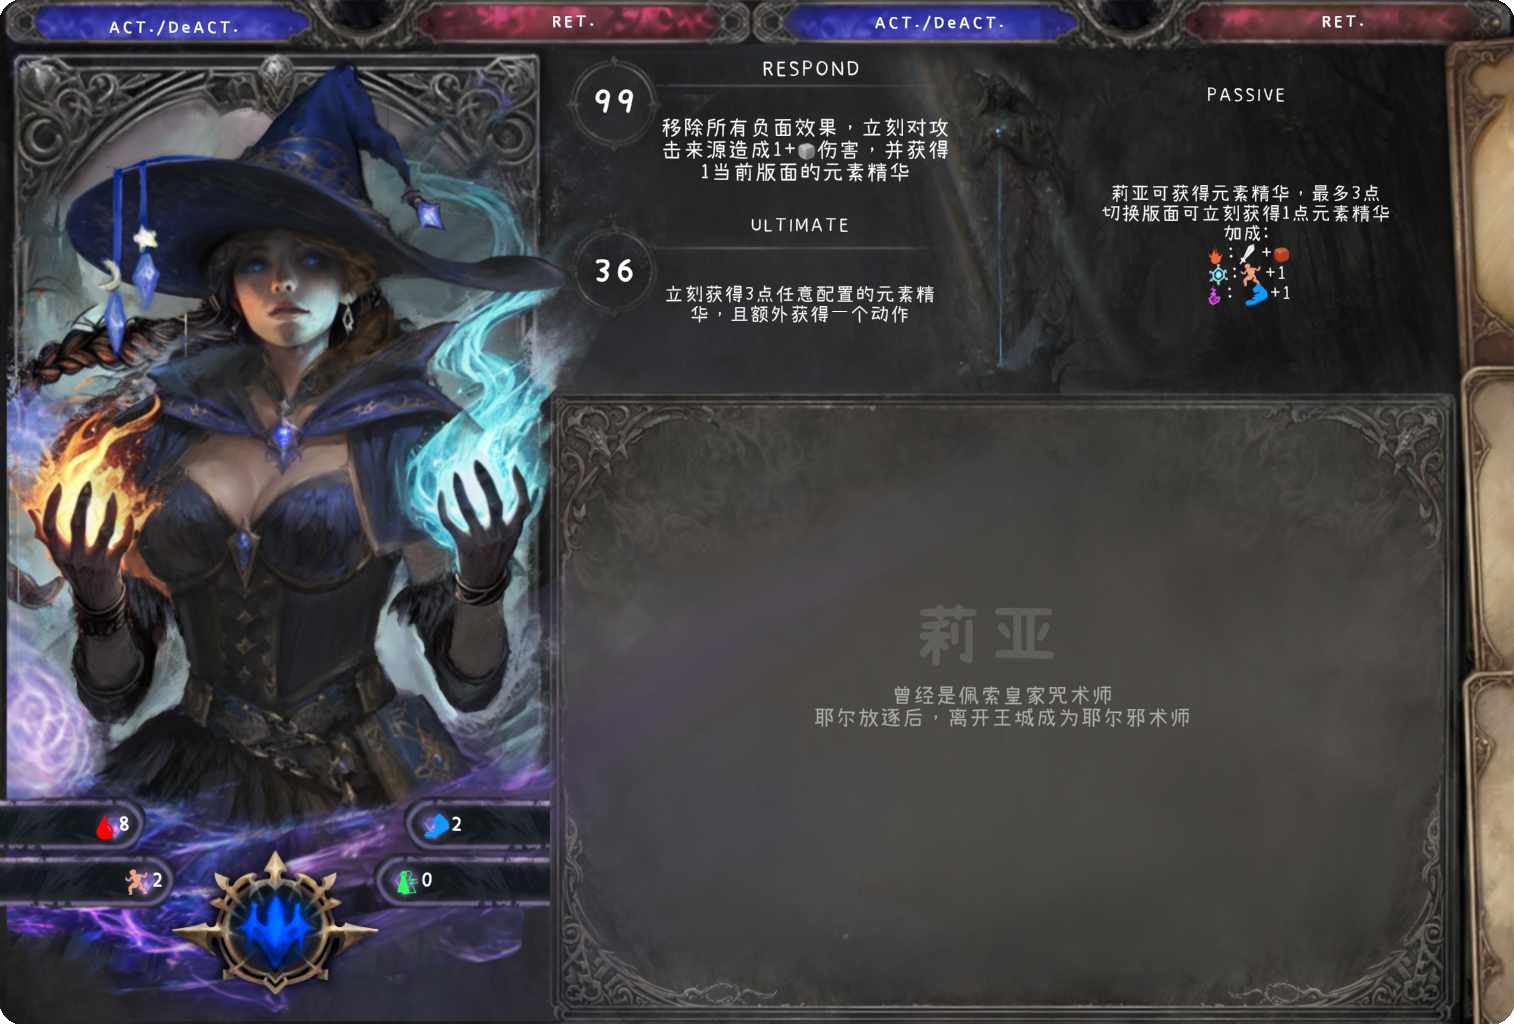 ACT./DeACT.
RET.
ACT./DeACT.
RET.
99
RESPOND
移除所有负面效果，立刻对攻
击来源造成1+伤害，并获得
1当前版面的元素精华
36
ULTIMATE
立刻获得3点任意配置的元素精
华，且额外获得一个动作
PASSIVE
莉亚可获得元素精华，最多3点
切换版面可立刻获得1点元素精华
加成:
: +
: +1
: +1
莉亚
曾经是佩索皇家咒术师
耶尔放逐后，离开王城成为耶尔邪术师
8
2
2
0